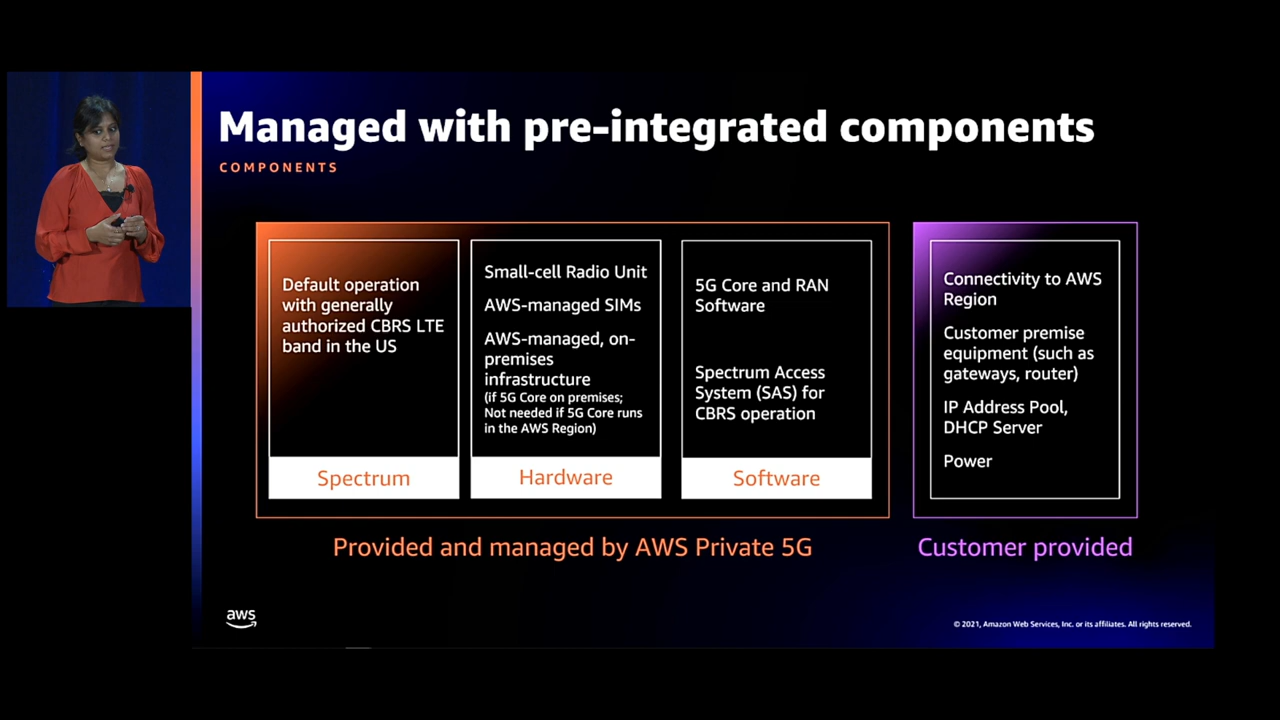 Managed with pre-integrated components
COMPONENTS
Default operation
with generally
authorized CBRS LTE
band in the US
Spectrum
Small-cell Radio Unit
AWS-managed SIMs
AWS-managed, on-
premises
infrastructure
(if 5G Core on premises;
Not needed if 5G Core runs
in the AWS Region)
Hardware
5G Core and RAN
Software
Spectrum Access
System (SAS) for
CBRS operation
Software
Provided and managed by AWS Private 5G
Connectivity to AWS
Region
Customer premise
equipment (such as
gateways, router)
IP Address Pool,
DHCP Server
Power
Customer provided
aws
© 2021, Amazon Web Services, Inc. or its affiliates. All rights reserved.